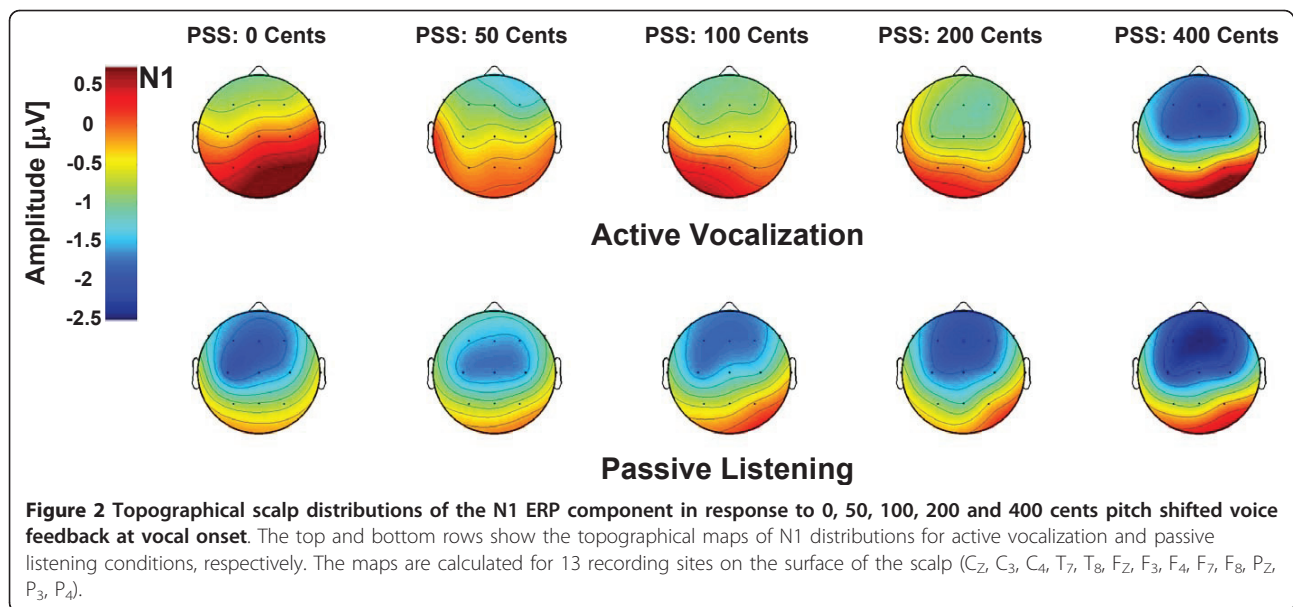 PSS: 0 Cents PSS: 50 Cents PSS: 100 Cents PSS: 200 Cents PSS: 400 Cents
N1
Amplitude [µV]
0.5
0
-0.5
-1
-1.5
-2
-2.5
Active Vocalization
Passive Listening
Figure 2 Topographical scalp distributions of the N1 ERP component in response to 0, 50, 100, 200 and 400 cents pitch shifted voice
feedback at vocal onset. The top and bottom rows show the topographical maps of N1 distributions for active vocalization and passive
listening conditions, respectively. The maps are calculated for 13 recording sites on the surface of the scalp (CZ, C3, C4, T7, T8, FZ, F3, F4, F7, F8, PZ,
P3, P4).